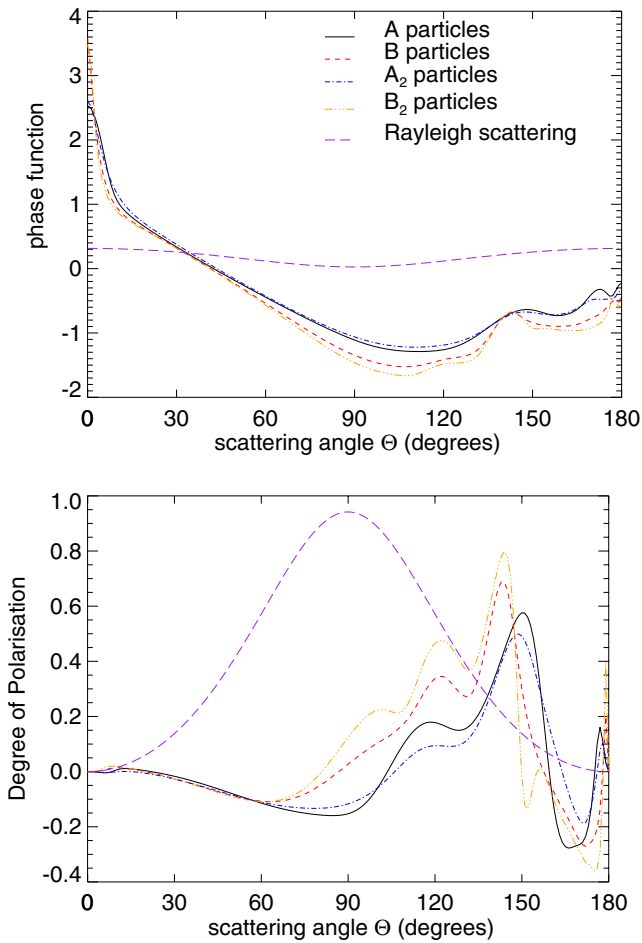 4
3
2
1
0
-1
-2
phase function
A particles
B particles
A₂ particles
B₂ particles
Rayleigh scattering
0 30 60 90 120 150 180
scattering angle Θ (degrees)
1.0
0.8
0.6
0.4
0.2
0.0
-0.2
-0.4
Degree of Polarisation
0 30 60 90 120 150 180
scattering angle Θ (degrees)